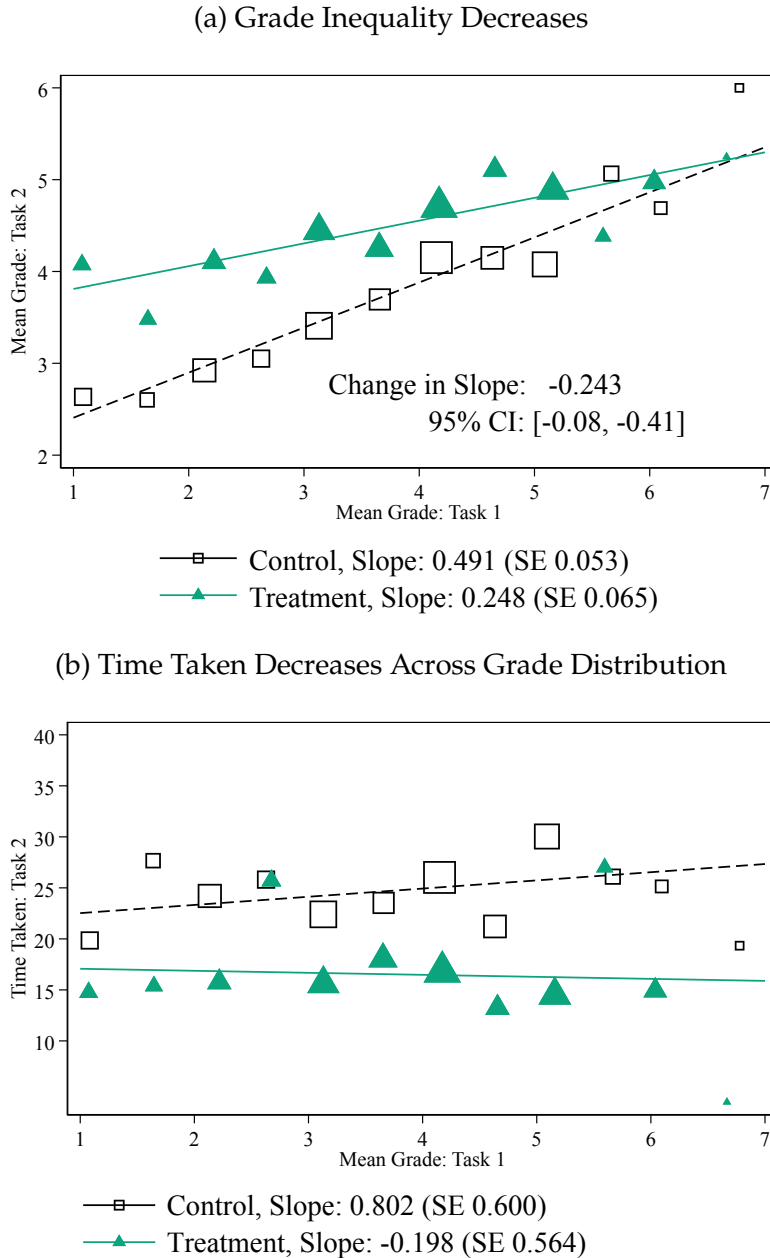 (a) Grade Inequality Decreases
6
5
4
3
2
Mean Grade: Task 2
Change in Slope: -0.243
95% CI: [-0.08, -0.41]
1 2 3 4 5 6 7
Mean Grade: Task 1
Control, Slope: 0.491 (SE 0.053)
Treatment, Slope: 0.248 (SE 0.065)
(b) Time Taken Decreases Across Grade Distribution
40
35
30
25
20
15
10
Time Taken: Task 2
1 2 3 4 5 6 7
Mean Grade: Task 1
Control, Slope: 0.802 (SE 0.600)
Treatment, Slope: -0.198 (SE 0.564)